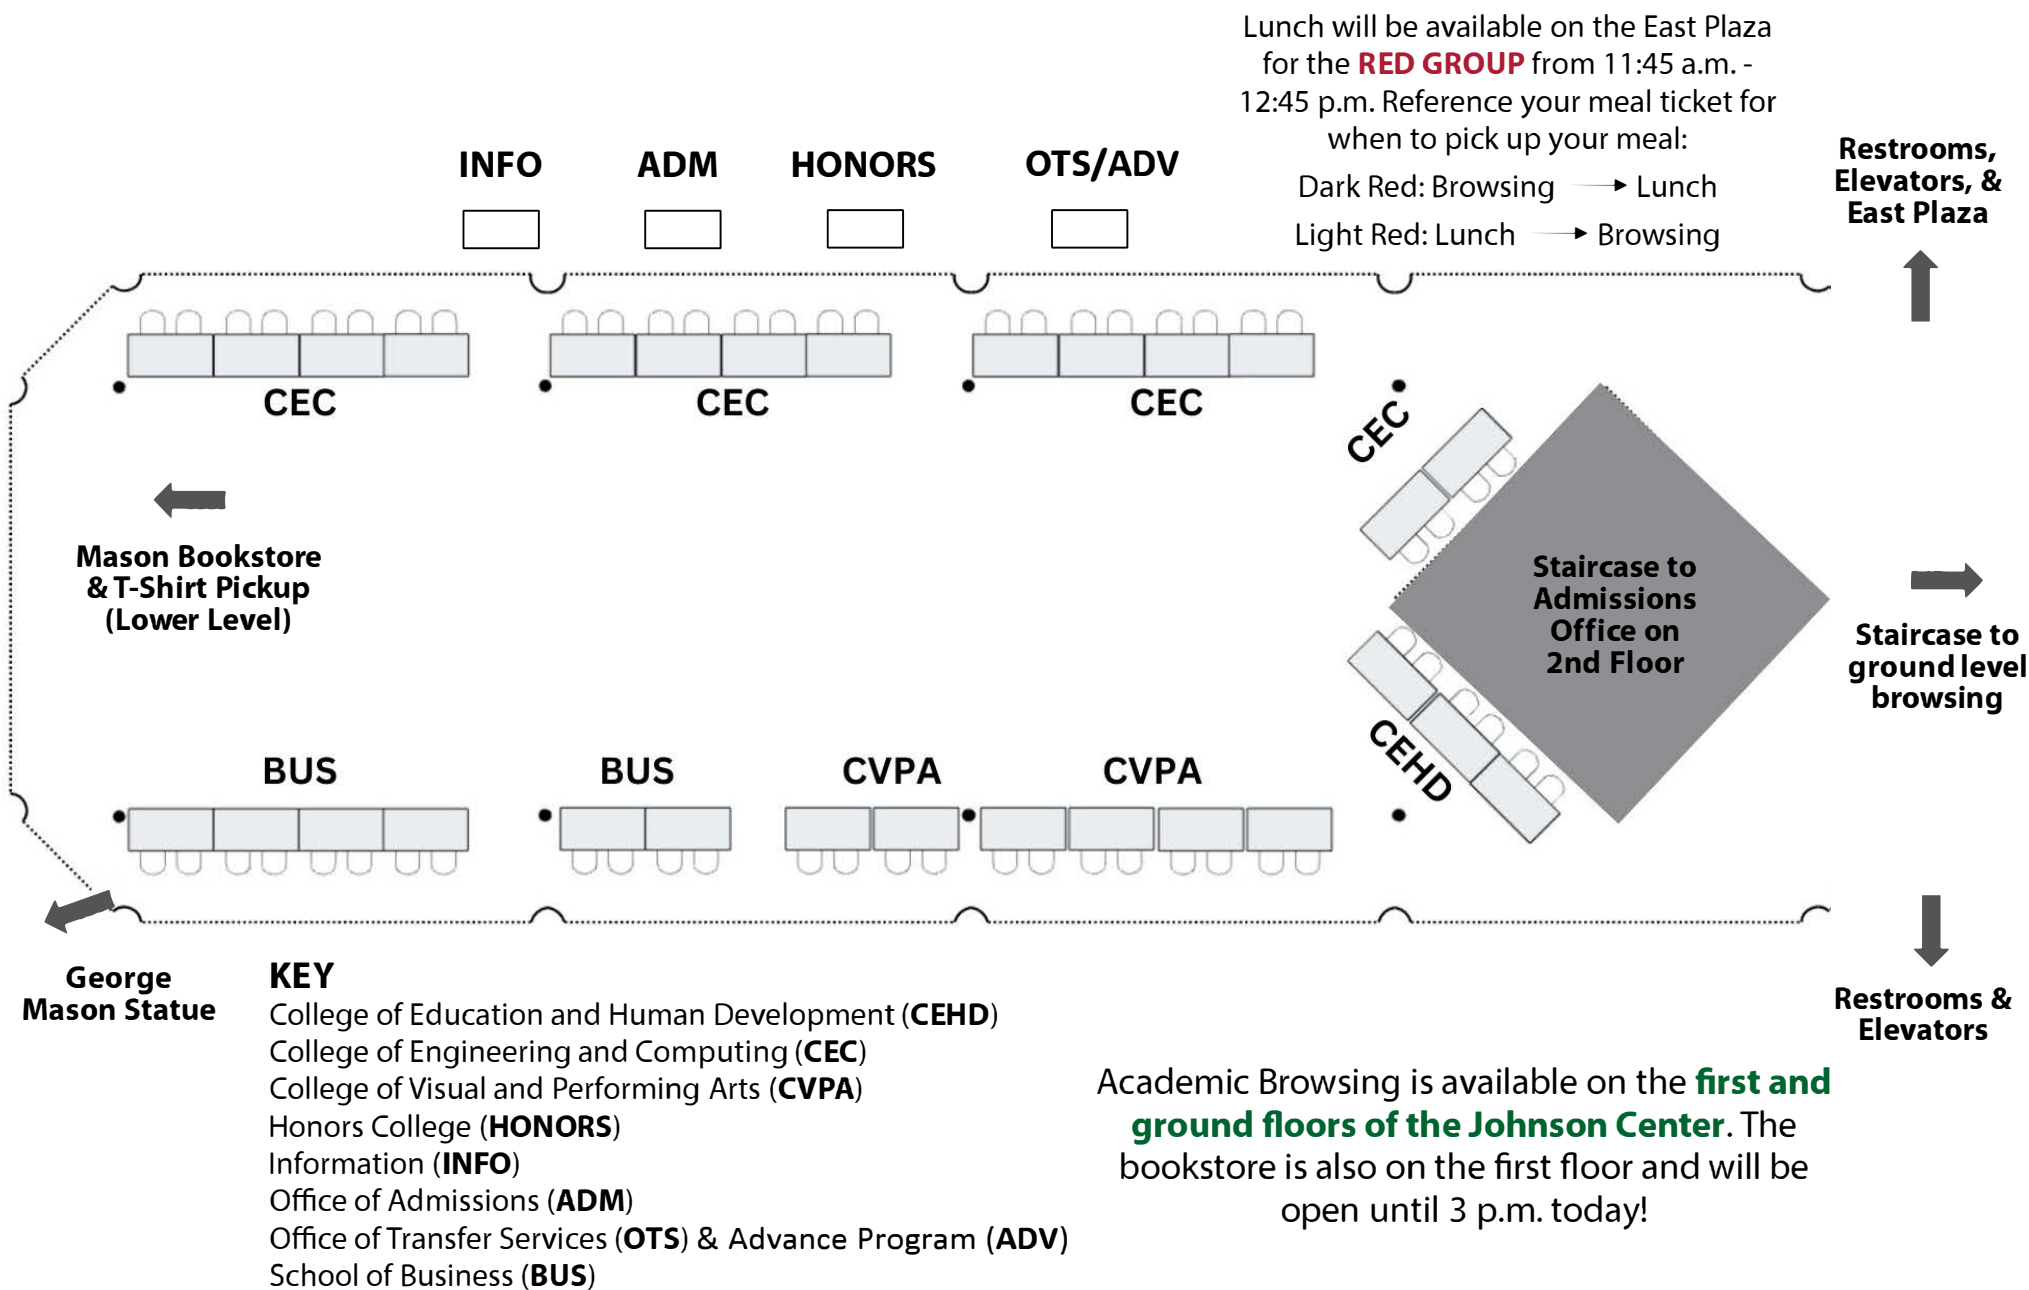 Lunch will be available on the East Plaza
for the RED GROUP from 11:45 a.m. -
12:45 p.m. Reference your meal ticket for
when to pick up your meal:
Dark Red: Browsing → Lunch
Light Red: Lunch → Browsing
Restrooms,
Elevators, &
East Plaza
INFO
ADM
HONORS
OTS/ADV
CEC
CEC
CEC
CEC
Mason Bookstore
& T-Shirt Pickup
(Lower Level)
Staircase to
Admissions
Office on
2nd Floor
Staircase to
ground level
browsing
CEHD
BUS
BUS
CVPA
CVPA
George
Mason Statue
Restrooms &
Elevators
KEY
College of Education and Human Development (CEHD)
College of Engineering and Computing (CEC)
College of Visual and Performing Arts (CVPA)
Honors College (HONORS)
Information (INFO)
Office of Admissions (ADM)
Office of Transfer Services (OTS) & Advance Program (ADV)
School of Business (BUS)
Academic Browsing is available on the first and
ground floors of the Johnson Center. The
bookstore is also on the first floor and will be
open until 3 p.m. today!